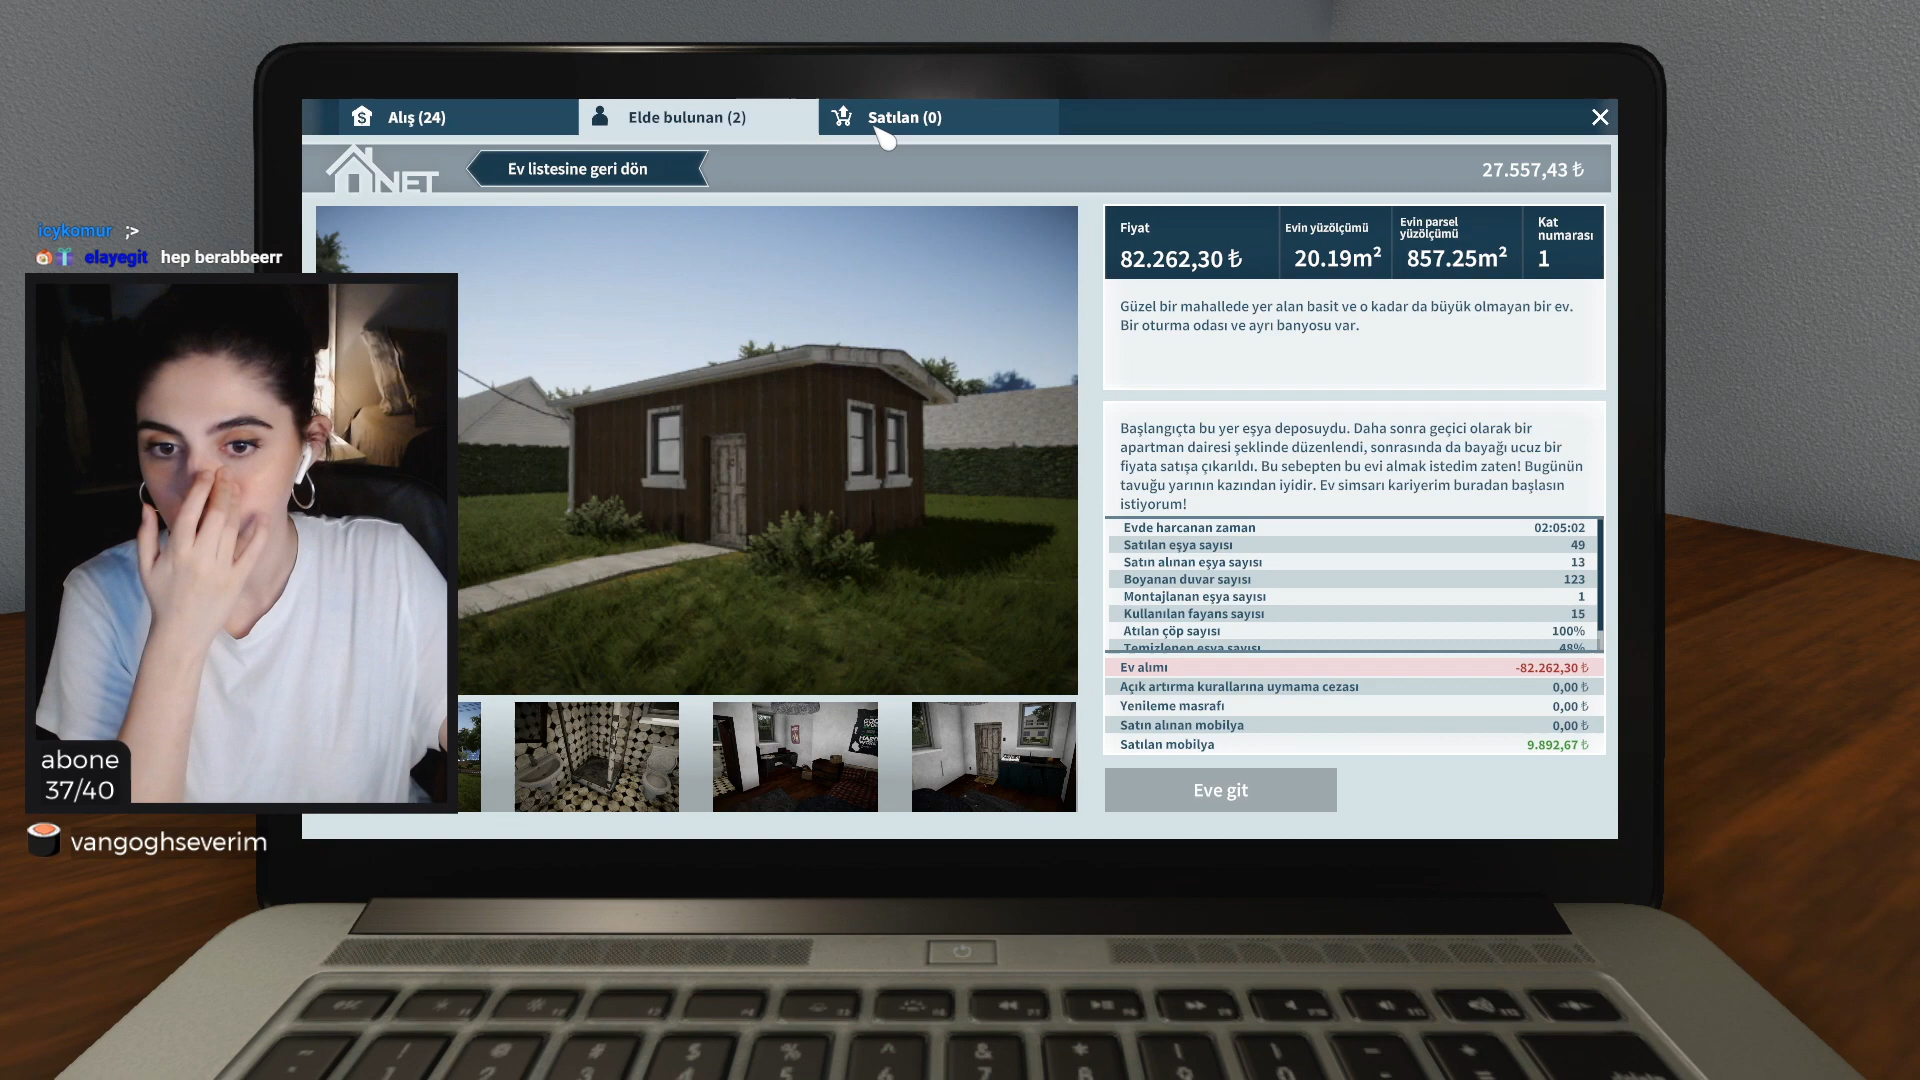 Alış (24)
Elde bulunan (2)
Satılan (0)
NET
Ev listesine geri dön
27.557,43 ₺
icykomur ;>
elayegit hep berabbeerr
Fiyat
82.262,30 ₺
Evin yüzölçümü
20.19m²
Evin parsel
yüzölçümü
857.25m²
Kat
numarası
1
Güzel bir mahallede yer alan basit ve o kadar da büyük olmayan bir ev.
Bir oturma odası ve ayrı banyosu var.
Başlangıçta bu yer eşya deposuydu. Daha sonra geçici olarak bir
apartman dairesi şeklinde düzenlendi, sonrasında da bayağı ucuz bir
fiyata satışa çıkarıldı. Bu sebepten bu evi almak istedim zaten! Bugünün
tavuğu yarının kazından iyidir. Ev simsarı kariyerim buradan başlasın
istiyorum!
Evde harcanan zaman 02:05:02
Satılan eşya sayısı 49
Satın alınan eşya sayısı 13
Boyanan duvar sayısı 123
Montajlanan eşya sayısı 1
Kullanılan fayans sayısı 15
Atılan çöp sayısı 100%
Temizlenen eşya sayısı 48%
Ev alımı -82.262,30 ₺
Açık artırma kurallarına uymama cezası 0,00 ₺
Yenileme masrafı 0,00 ₺
Satın alınan mobilya 0,00 ₺
Satılan mobilya 9.892,67 ₺
Eve git
abone
37/40
vangoghseverim